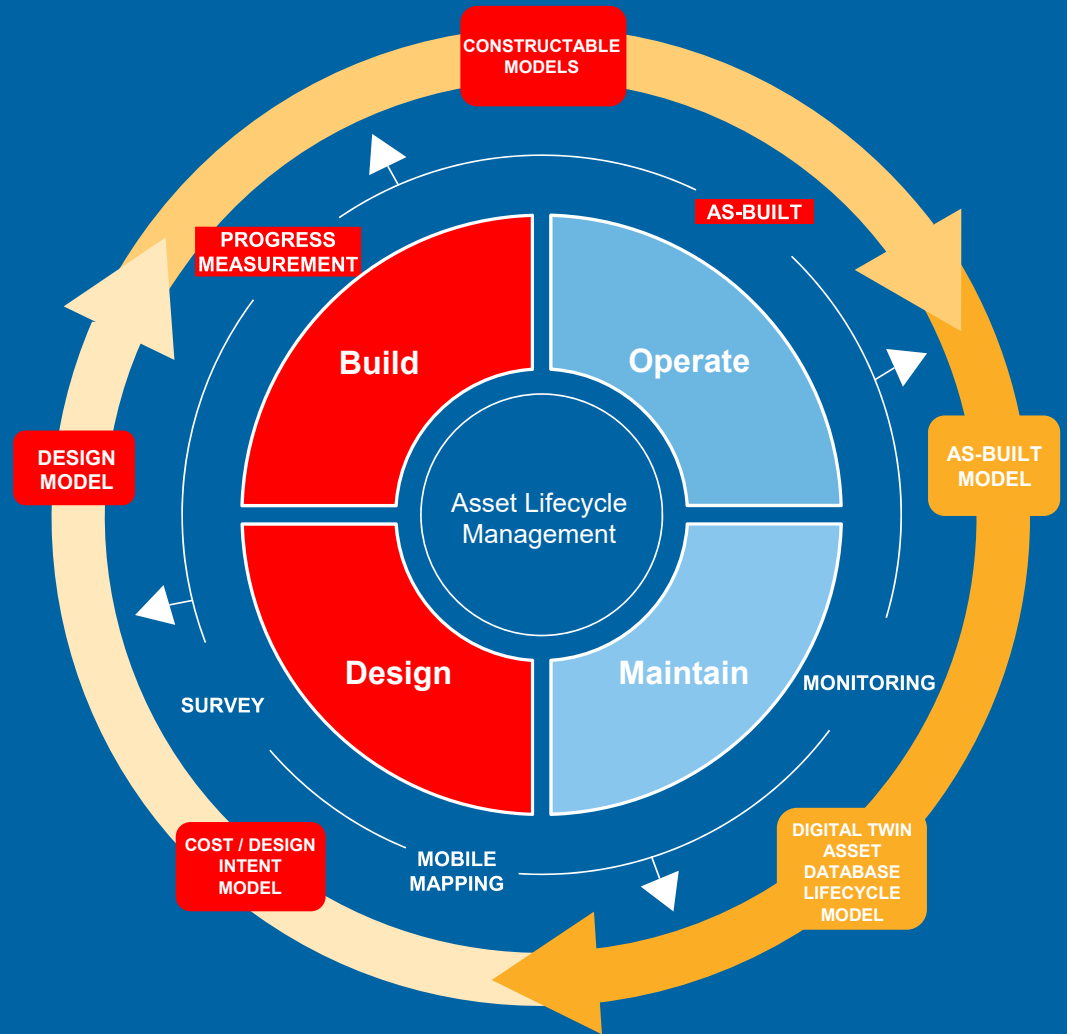 CONSTRUCTABLE
MODELS
AS-BUILT
PROGRESS
MEASUREMENT
Build
Operate
DESIGN
MODEL
AS-BUILT
MODEL
Asset Lifecycle
Management
Design
Maintain
MONITORING
SURVEY
COST / DESIGN
INTENT
MODEL
MOBILE
MAPPING
DIGITAL TWIN
ASSET
DATABASE
LIFECYCLE
MODEL